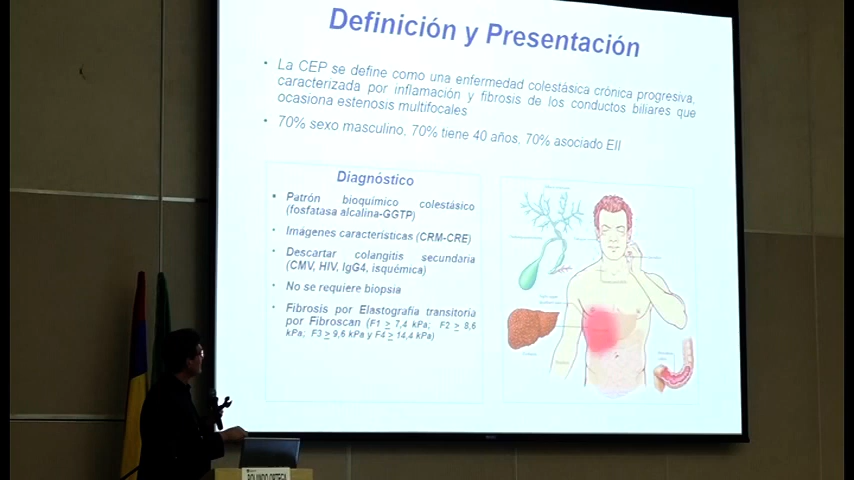 Definición y Presentación
• La CEP se define como una enfermedad colestásica crónica progresiva,
caracterizada por inflamación y fibrosis de los conductos biliares que
ocasiona estenosis multifocales
• 70% sexo masculino, 70% tiene 40 años, 70% asociado EII
Diagnóstico
• Patrón bioquímico colestásico
(fosfatasa alcalina-GGTP)
• Imágenes características (CRM-CRE)
• Descartar colangitis secundaria
(CMV, HIV, IgG4, isquémica)
• No se requiere biopsia
• Fibrosis por Elastografía transitoria
por Fibroscan (F1 ≥ 7,4 kPa; F2 ≥ 8,6
kPa; F3 ≥ 9,6 kPa y F4 ≥ 14,4 kPa)
ROLANDO ORTEGA